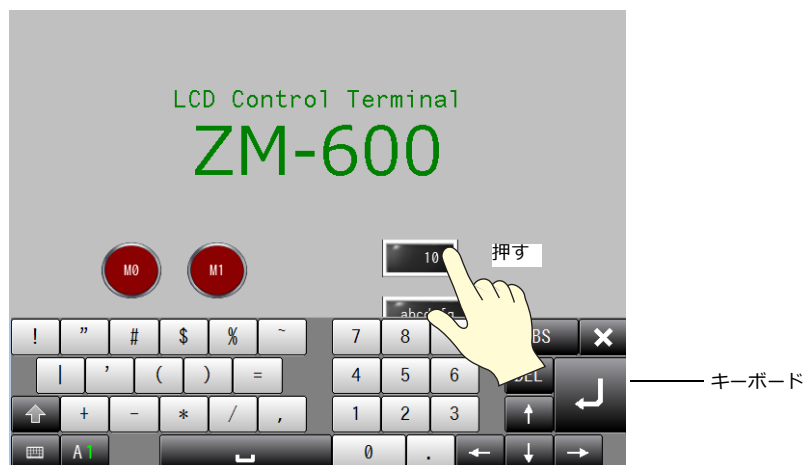 LCD Control Terminal
ZM-600
M0 M1 10 押す
! ” # $ % ~ 7 8 BS ×
| ’ ( ) = 4 5 6 DEL キーボード
+ - * / , 1 2 3 ↑
A1 0 . ← ↓ →